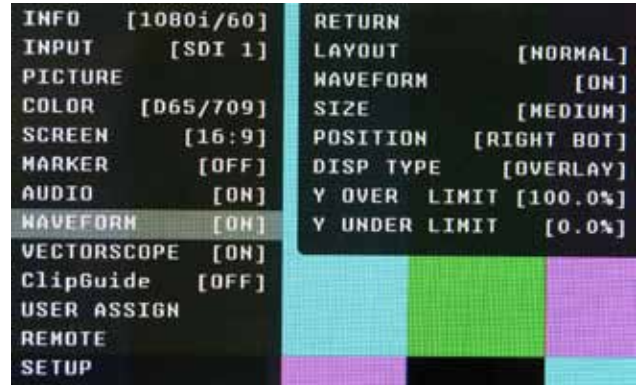 INFO [1080i/60]
INPUT [SDI 1]
PICTURE
COLOR [D65/709]
SCREEN [16:9]
MARKER [OFF]
AUDIO [ON]
WAVEFORM [ON]
VECTORSCOPE [ON]
ClipGuide [OFF]
USER ASSIGN
REMOTE
SETUP
RETURN
LAYOUT [NORMAL]
WAVEFORM [ON]
SIZE [MEDIUM]
POSITION [RIGHT BOT]
DISP TYPE [OVERLAY]
Y OVER LIMIT [100.0%]
Y UNDER LIMIT [0.0%]